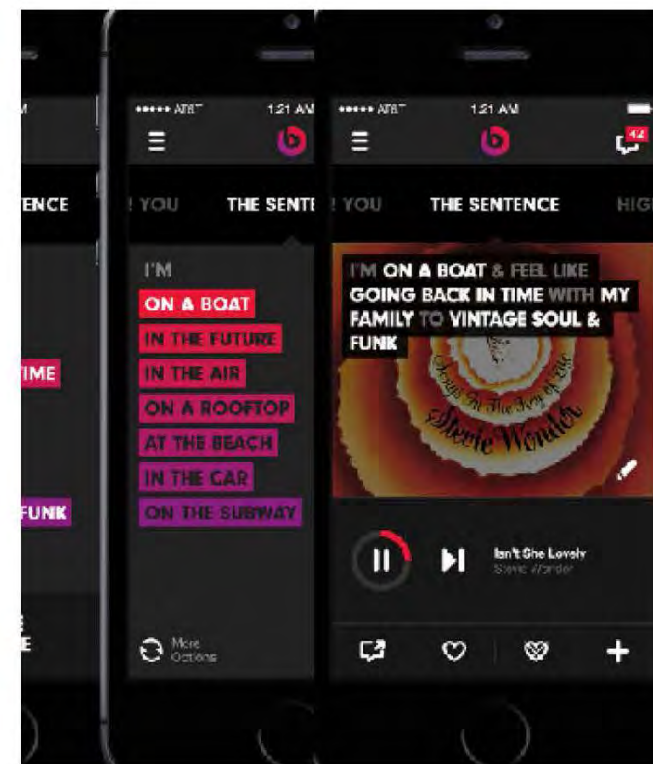 ENCE
IME
FUNK
E
AT&T 1:21 AM
! YOU THE SENTE
I'M
ON A BOAT
IN THE FUTURE
IN THE AIR
ON A ROOFTOP
AT THE BEACH
IN THE CAR
ON THE SUBWAY
More
Options
AT&T 1:21 AM
42
! YOU THE SENTENCE HIG
I'M ON A BOAT & FEEL LIKE
GOING BACK IN TIME WITH MY
FAMILY TO VINTAGE SOUL &
FUNK
Songs In The Key of Life
Stevie Wonder
Isn't She Lovely
Stevie Wonder